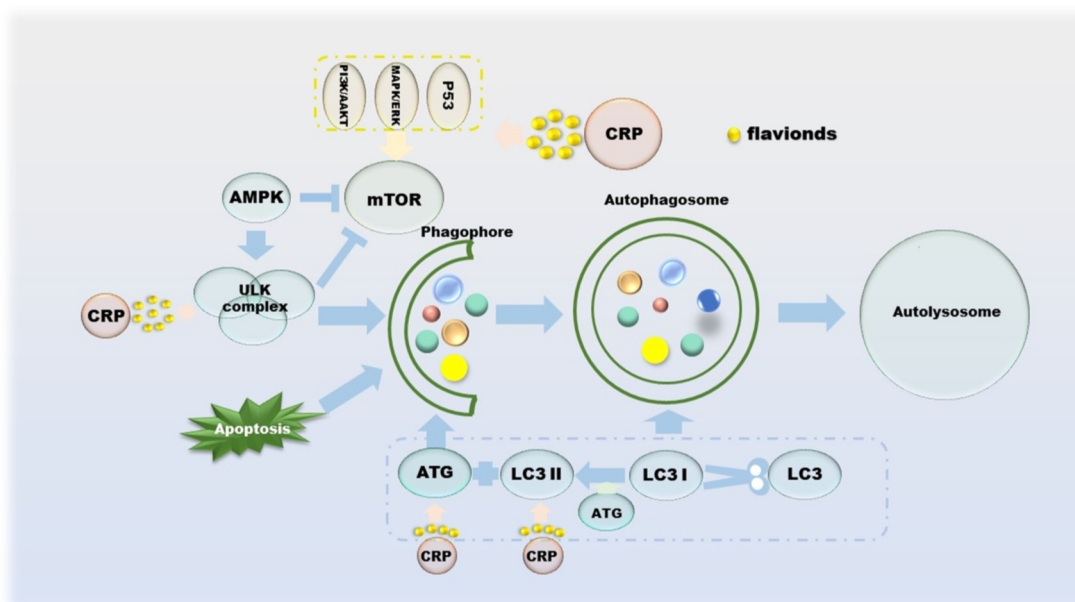 PI3K/AAKT
MAPK/ERK
P53
CRP
flavionds
AMPK
mTOR
Autophagosome
Phagophore
ULK
complex
CRP
Autolysosome
Apoptosis
ATG
LC3 II
LC3 I
LC3
ATG
CRP
CRP